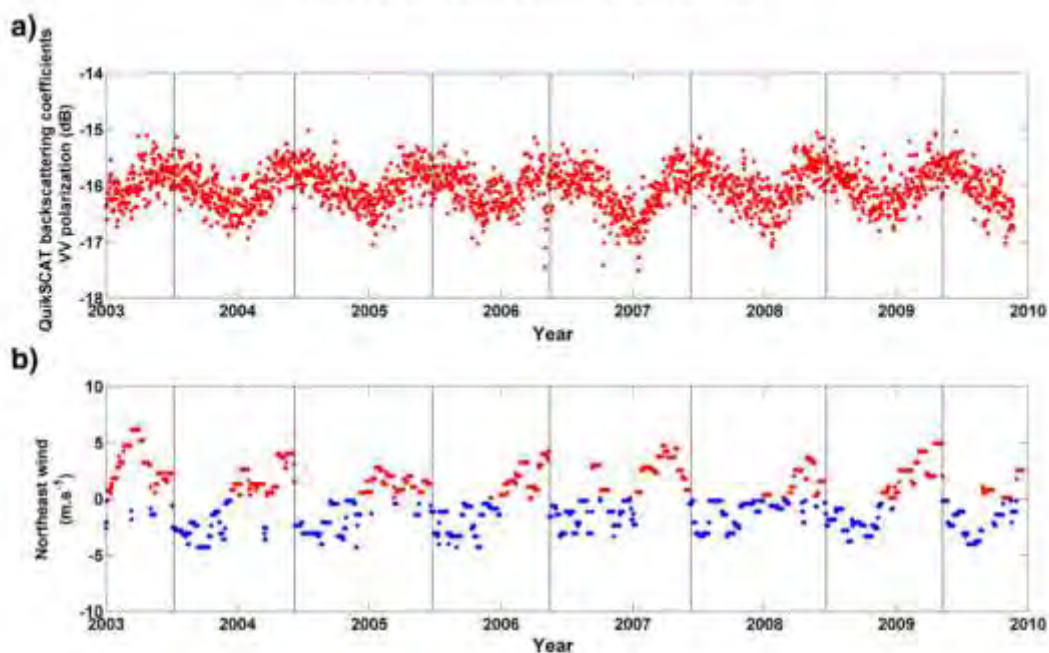 a)
QuikSCAT backscattering coefficients
VV polarization (dB)
-14
-15
-16
-17
-18
2003 2004 2005 2006 2007 2008 2009 2010
Year
b)
Northeast wind
(m.s⁻¹)
10
5
0
-5
-10
2003 2004 2005 2006 2007 2008 2009 2010
Year